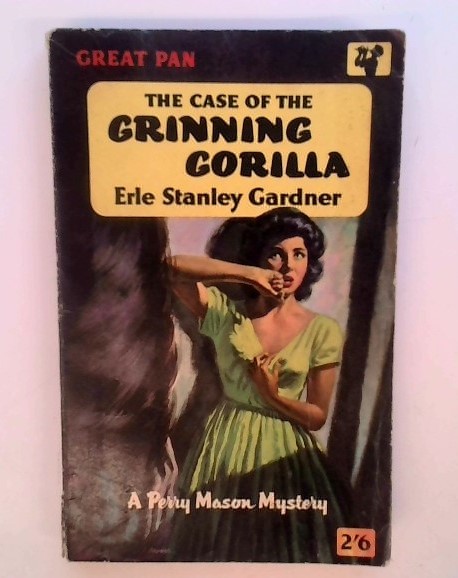 GREAT PAN
THE CASE OF THE
GRINNING
GORILLA
Erle Stanley Gardner
A Perry Mason Mystery
2'6